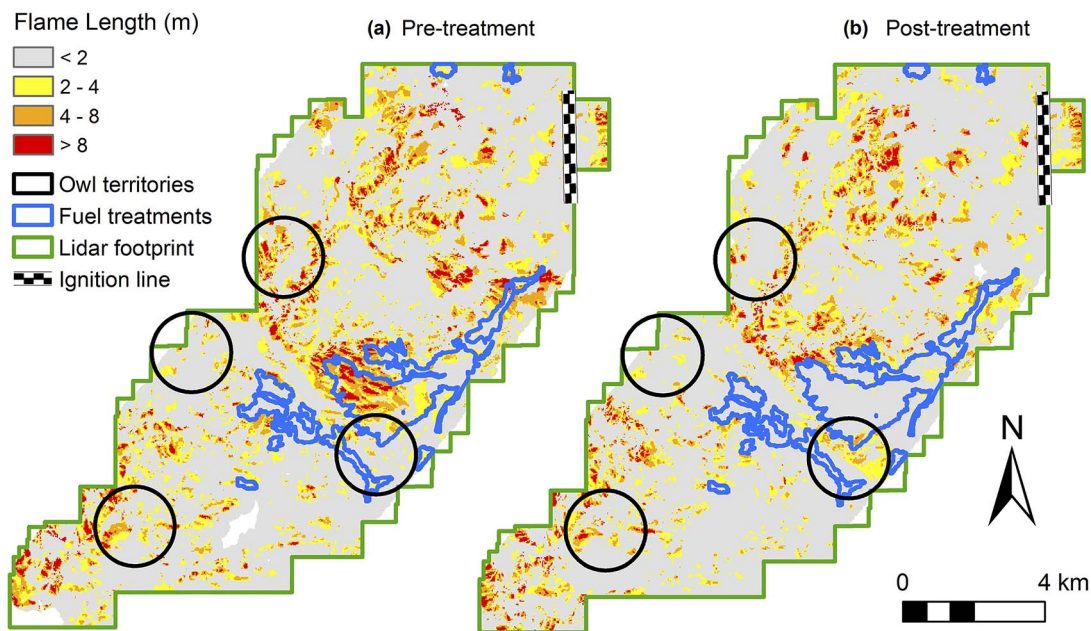 Flame Length (m)
< 2
2 - 4
4 - 8
> 8
Owl territories
Fuel treatments
Lidar footprint
Ignition line
(a) Pre-treatment
(b) Post-treatment
N
0 4 km